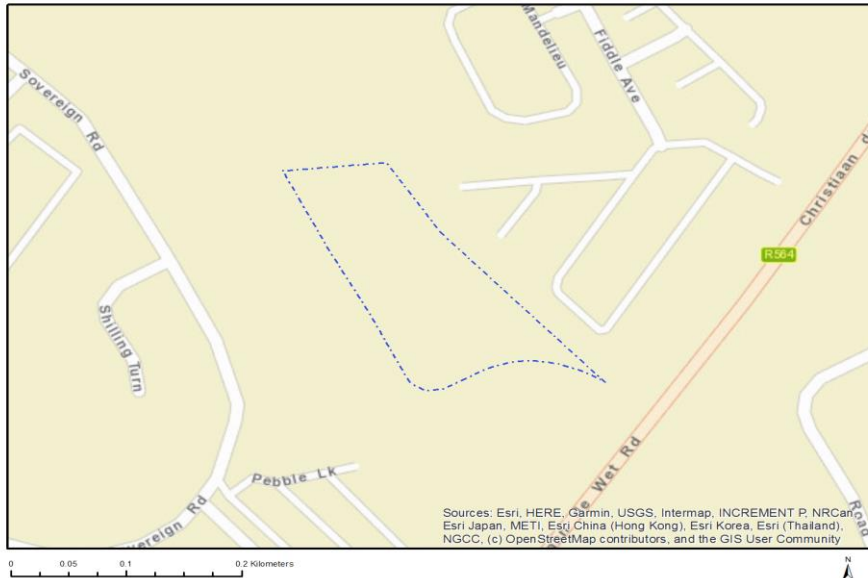 Sovereign Rd
Mandelieu
Fiddle Ave
Christiaan d
R564
Shilling Turn
Pebble Lk
vereign Rd
de Wet Rd
Road
Sources: Esri, HERE, Garmin, USGS, Intermap, INCREMENT P, NRCan,
Esri Japan, METI, Esri China (Hong Kong), Esri Korea, Esri (Thailand),
NGCC, (c) OpenStreetMap contributors, and the GIS User Community
0 0.05 0.1 0.2 Kilometers
N